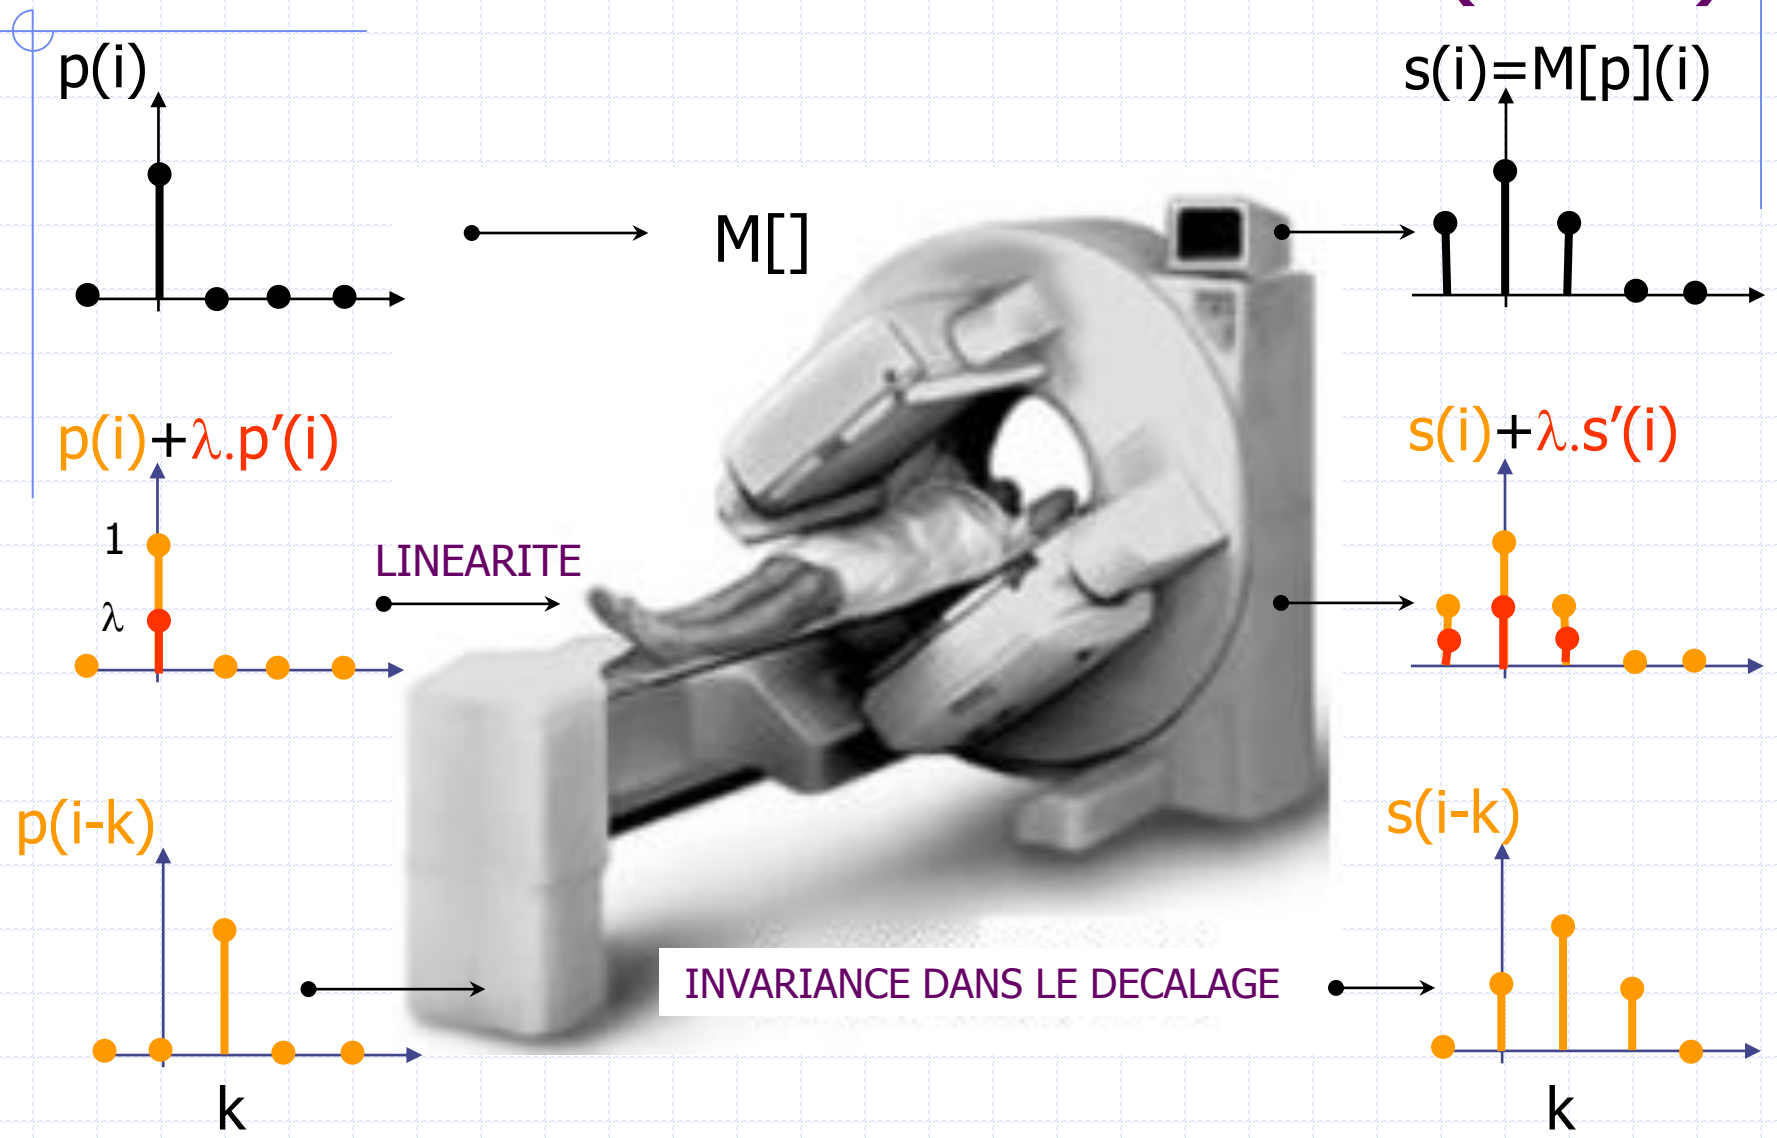 p(i)
s(i)=M[p](i)
M[]
p(i)+λ.p′(i)
s(i)+λ.s′(i)
1
LINEARITE
λ
p(i-k)
s(i-k)
INVARIANCE DANS LE DECALAGE
k
k